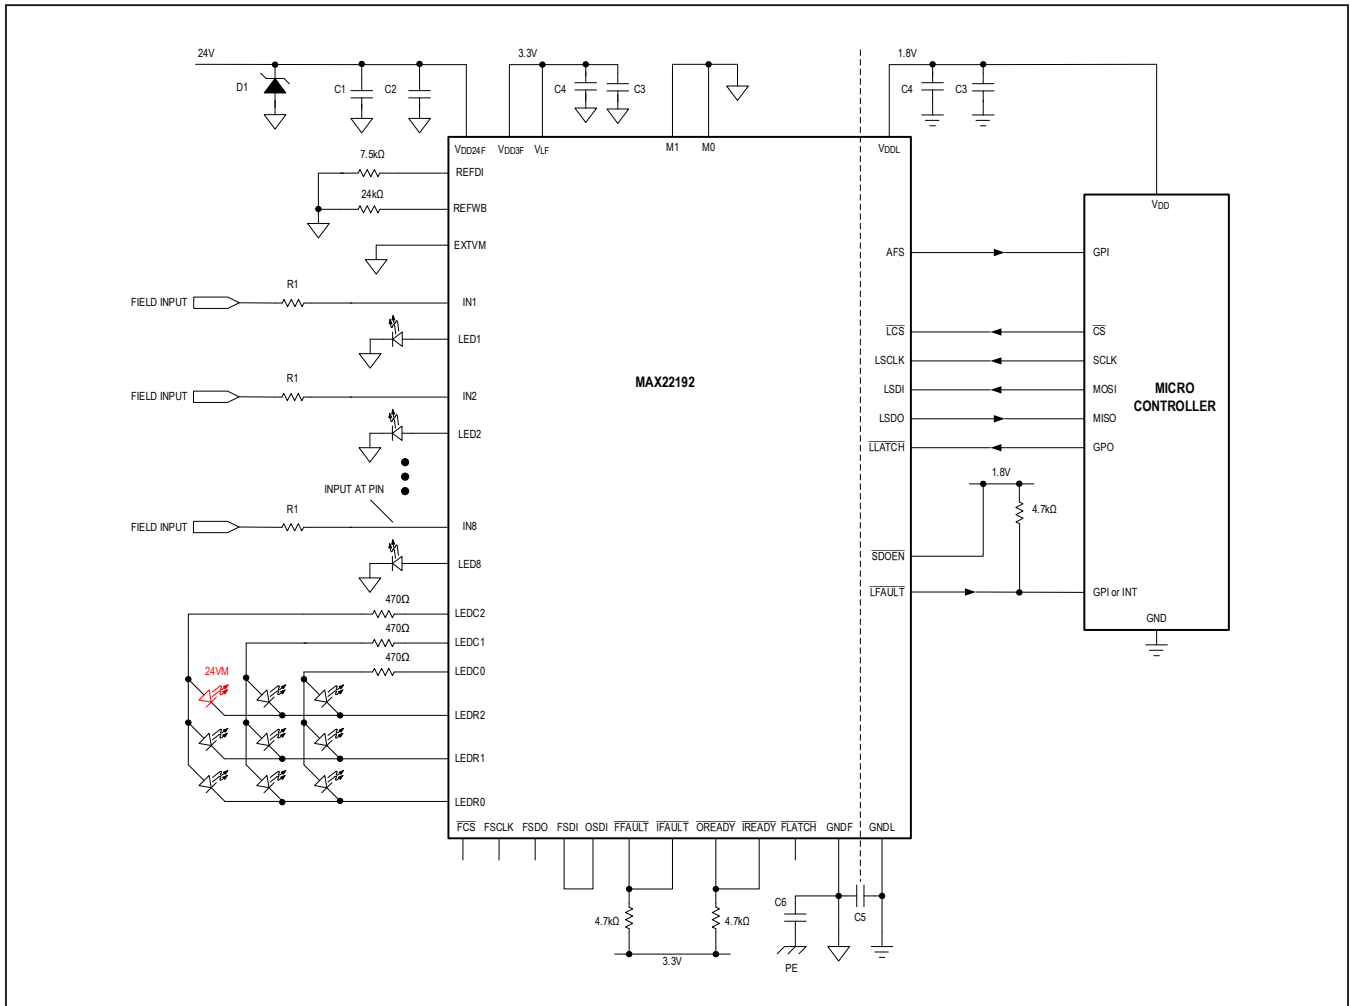 24V
3.3V
1.8V
D1
C1
C2
C4
C3
C4
C3
VDD24F
VDD3F
VLF
M1
M0
VDDL
7.5kΩ
REFDI
24kΩ
REFWB
EXTVM
VDD
AFS
GPI
R1
FIELD INPUT
IN1
LED1
LCS
CS
LSCLK
SCLK
MAX22192
LSDI
MOSI
MICRO
CONTROLLER
R1
FIELD INPUT
IN2
LSDO
MISO
LED2
LLATCH
GPO
1.8V
INPUT AT PIN
R1
4.7kΩ
FIELD INPUT
IN8
SDOEN
LED8
LFAULT
GPI or INT
470Ω
LEDC2
GND
470Ω
LEDC1
470Ω
24VM
LEDC0
LEDR2
LEDR1
LEDR0
FCS
FSCLK
FSDO
FSDI
OSDI
FFAULT
IFAULT
OREADY
IREADY
FLATCH
GNDF
GNDL
C6
C5
4.7kΩ
4.7kΩ
3.3V
PE